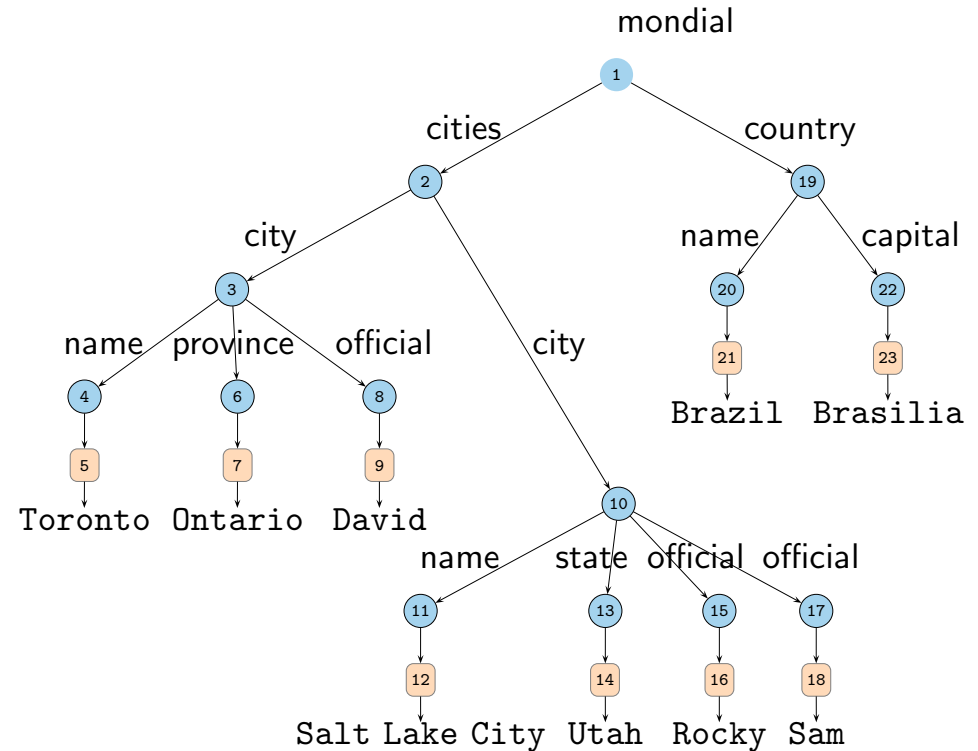 mondial
1
cities country
2 19
city name capital
3 20 22
name province official city 21 23
4 6 8 Brazil Brasilia
5 7 9
Toronto Ontario David
10
name state official official
11 13 15 17
12 14 16 18
Salt Lake City Utah Rocky Sam